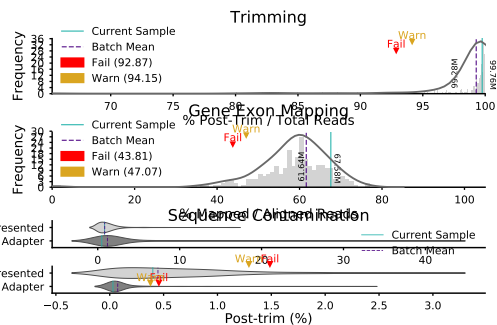 Trimming
Current Sample
Batch Mean
Fail (92.87)
Warn (94.15)
Warn
Fail
99.28M
99.76M
Frequency
36
32
28
24
20
16
12
8
4
0
70 75 80 85 90 95 100
% Post-Trim / Total Reads
Gene Exon Mapping
Current Sample
Batch Mean
Fail (43.81)
Warn (47.07)
Warn
Fail
61.64M
67.58M
Frequency
30
27
24
21
18
15
12
9
6
3
0
0 20 40 60 80 100
% Mapped / Aligned Reads
Sequence Contamination
Current Sample
Batch Mean
resented
Adapter
0 10 20 30 40
Warn Fail
resented
Adapter
Warn Fail
−0.5 0.0 0.5 1.0 1.5 2.0 2.5 3.0
Post-trim (%)